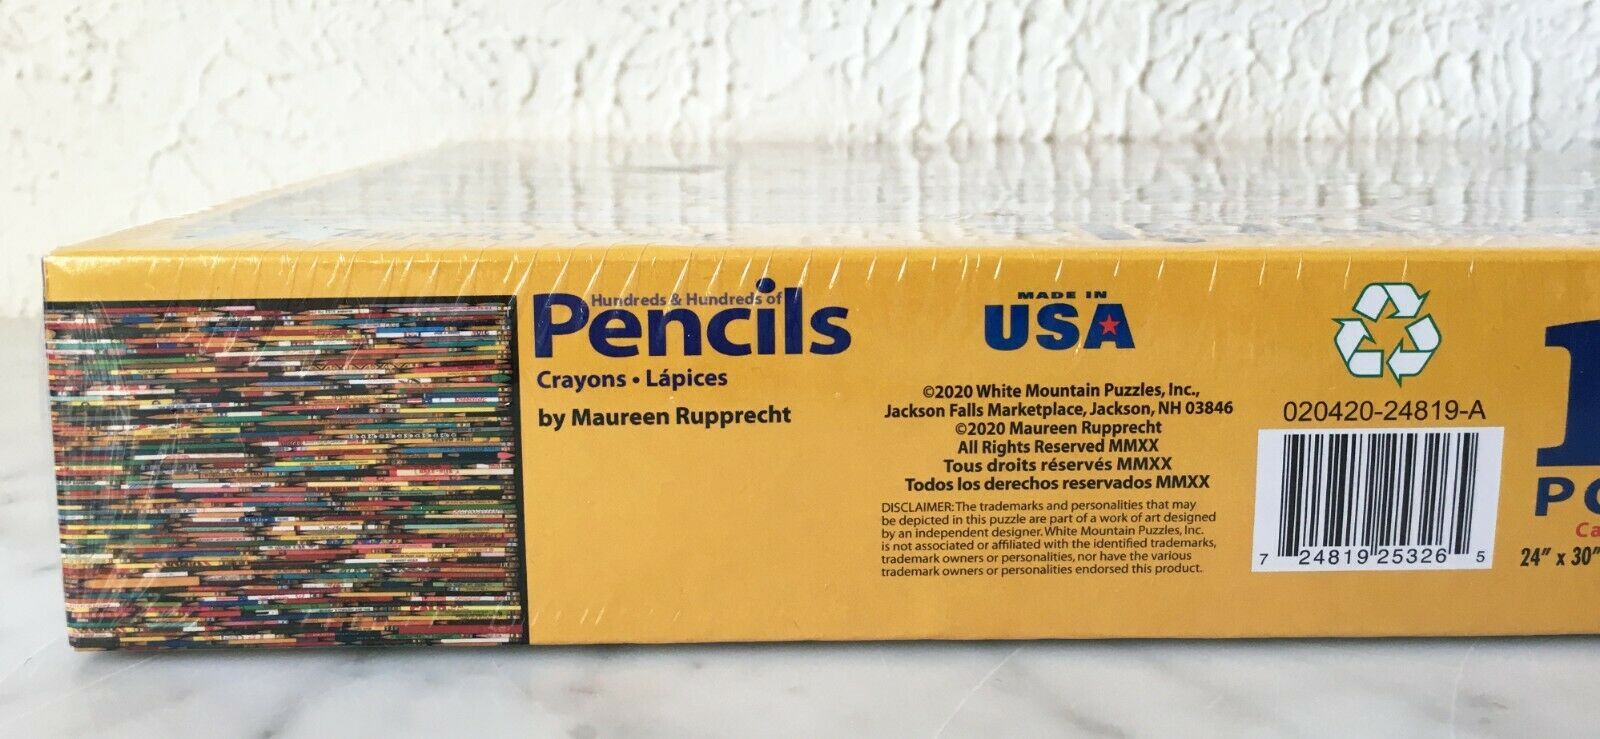 Hundreds & Hundreds of
Pencils
Crayons • Lápices
by Maureen Rupprecht
MADE IN
USA
©2020 White Mountain Puzzles, Inc.,
Jackson Falls Marketplace, Jackson, NH 03846
©2020 Maureen Rupprecht
All Rights Reserved MMXX
Tous droits réservés MMXX
Todos los derechos reservados MMXX
DISCLAIMER: The trademarks and personalities that may
be depicted in this puzzle are part of a work of art designed
by an independent designer. White Mountain Puzzles, Inc.
is not associated or affiliated with the identified trademarks,
trademark owners or personalities, nor have the various
trademark owners or personalities endorsed this product.
020420-24819-A
7 24819 25326 5
24" x 30"